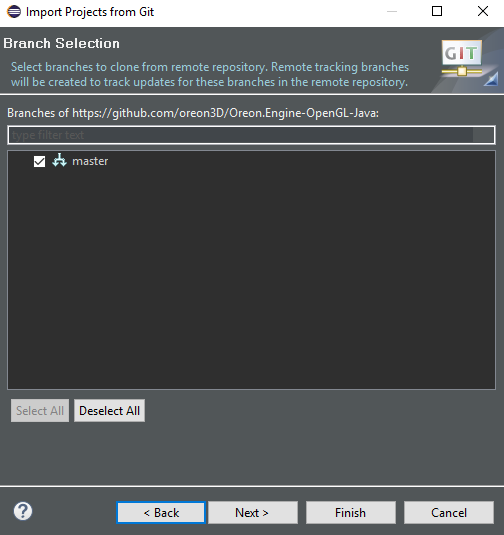 Import Projects from Git
Branch Selection
GIT
Select branches to clone from remote repository. Remote tracking branches
will be created to track updates for these branches in the remote repository.
Branches of https://github.com/oreon3D/Oreon.Engine-OpenGL-Java:
type filter text
master
Select All
Deselect All
?
< Back
Next >
Finish
Cancel